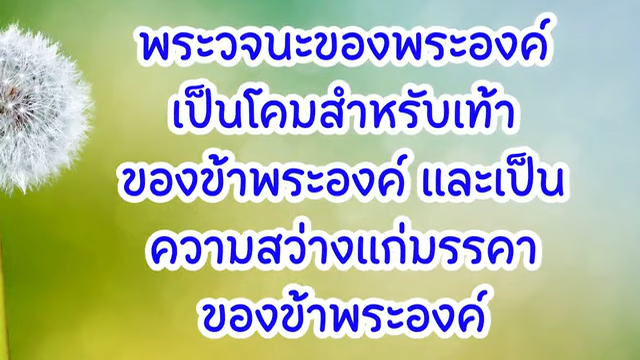 พระวจนะของพระองค์
เป็นโคมสำหรับเท้า
ของข้าพระองค์ และเป็น
ความสว่างแก่มรรคา
ของข้าพระองค์